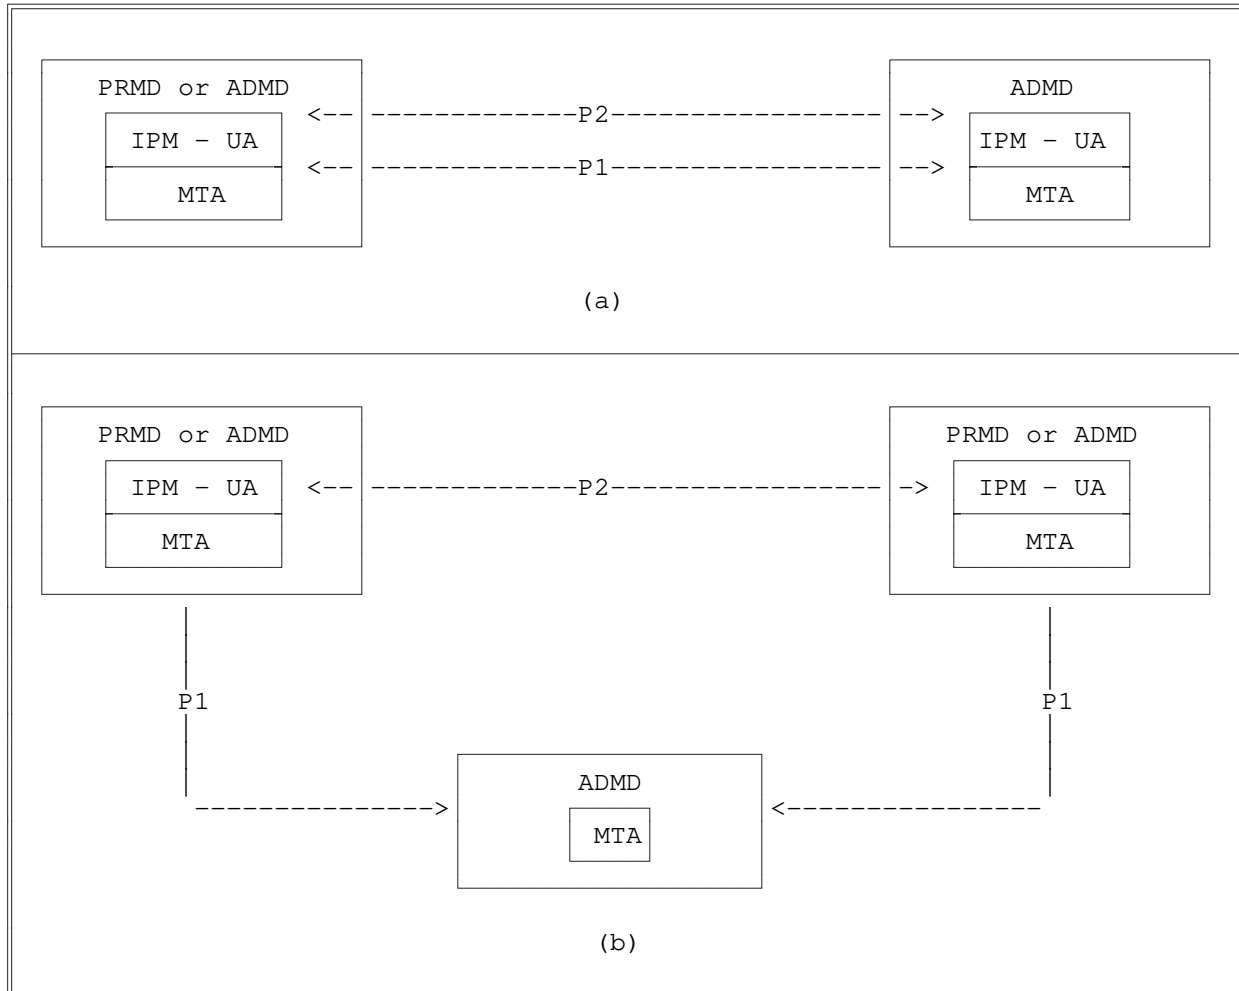 PRMD or ADMD ADMD
<-- -------------P2----------------- -->
IPM - UA IPM - UA
<-- -------------P1----------------- -->
MTA MTA
(a)
PRMD or ADMD PRMD or ADMD
IPM - UA <-- -------------P2----------------- -> IPM - UA
MTA MTA
P1 P1
ADMD
---------------> <----------------
MTA
(b)